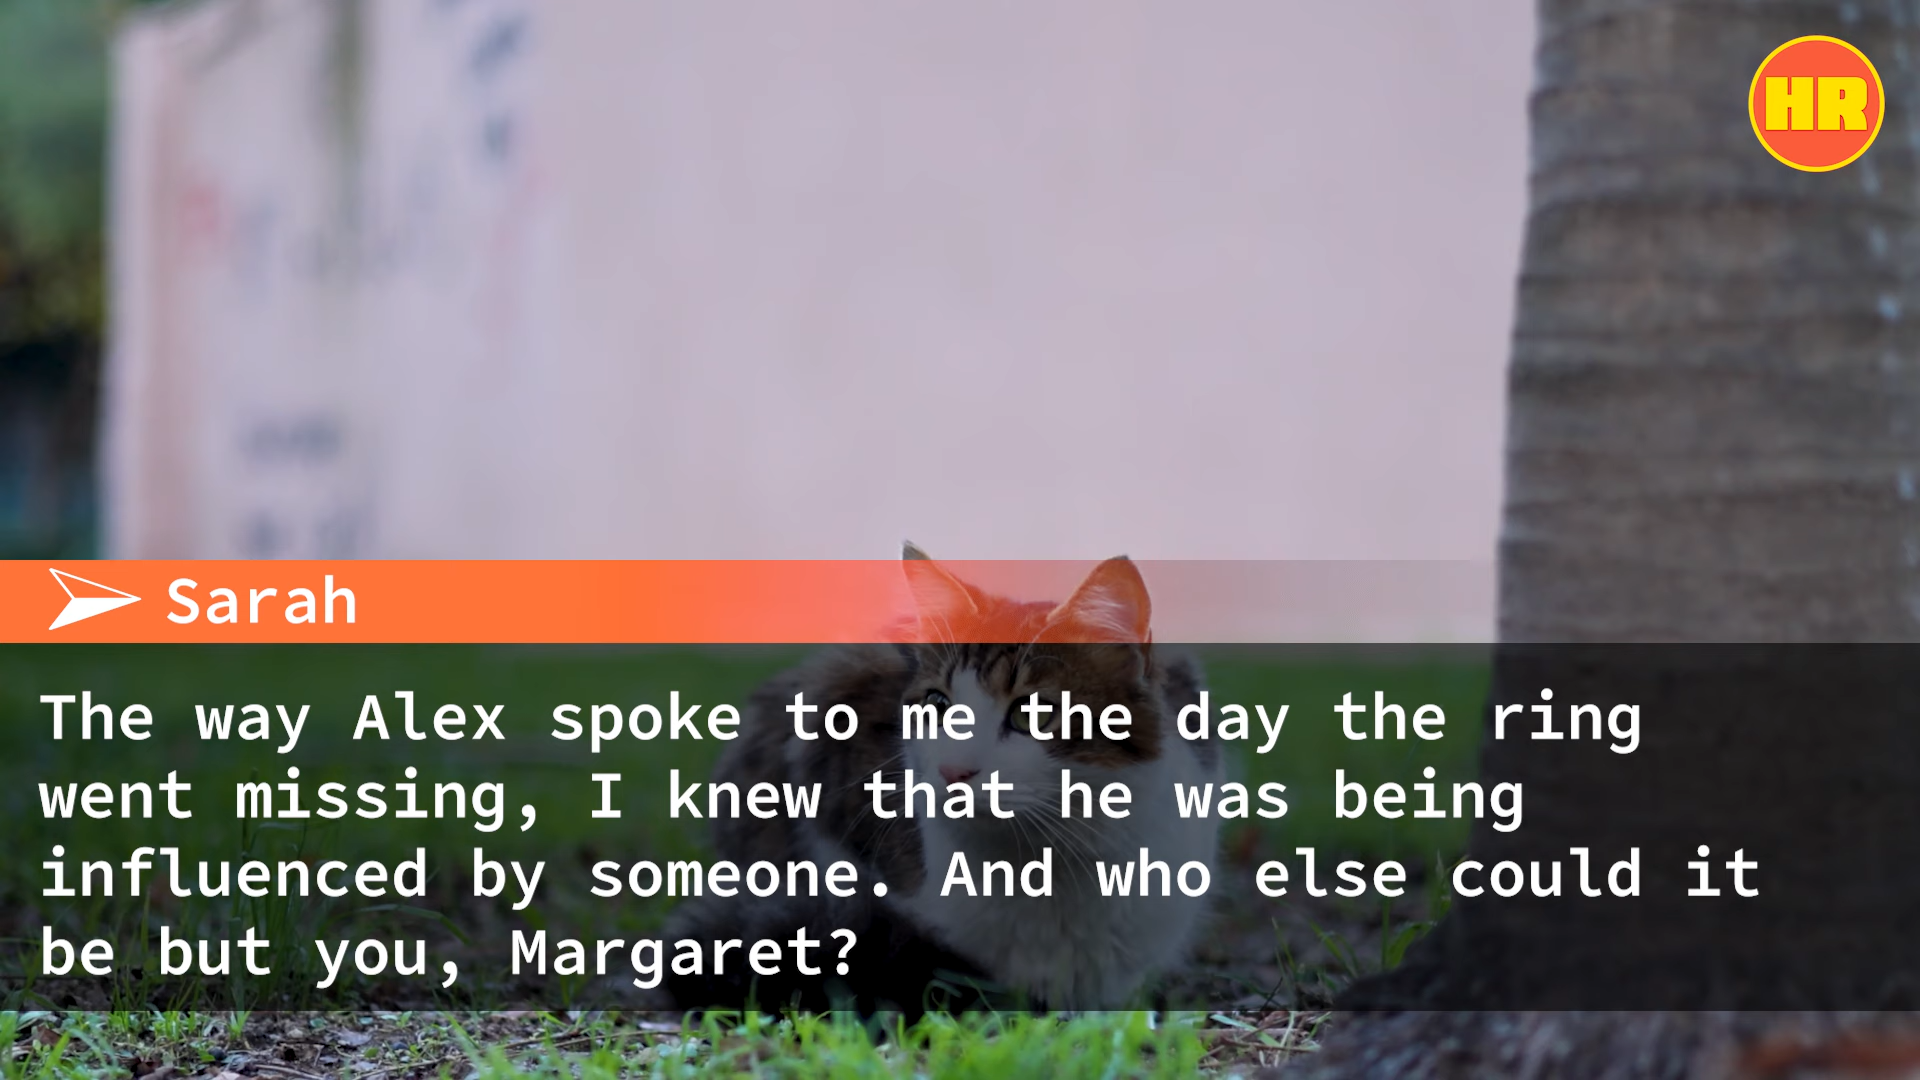 HR
Sarah
The way Alex spoke to me the day the ring
went missing, I knew that he was being
influenced by someone. And who else could it
be but you, Margaret?